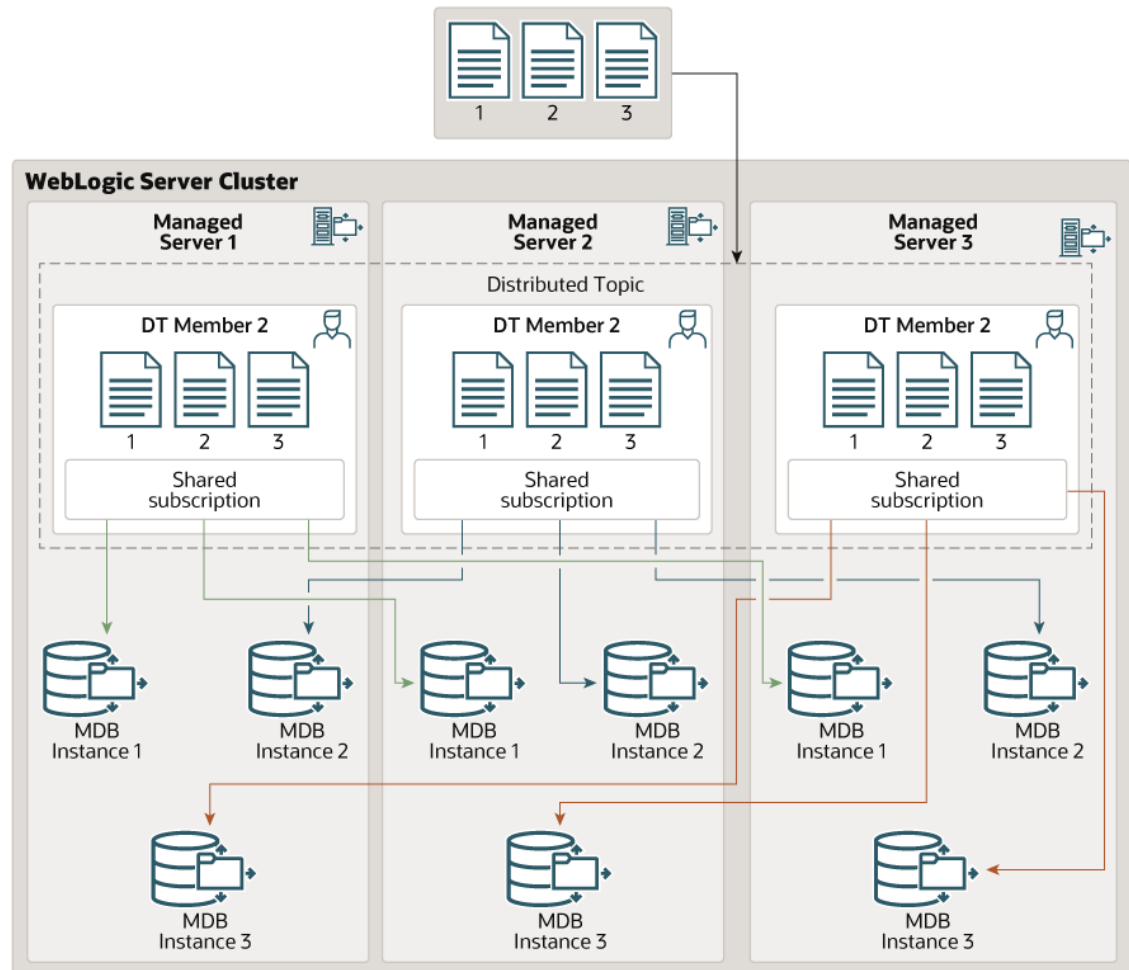 1 2 3
WebLogic Server Cluster
Managed
Server 1
Managed
Server 2
Managed
Server 3
Distributed Topic
DT Member 2
1 2 3
Shared
subscription
DT Member 2
1 2 3
Shared
subscription
DT Member 2
1 2 3
Shared
subscription
MDB
Instance 1
MDB
Instance 2
MDB
Instance 1
MDB
Instance 2
MDB
Instance 1
MDB
Instance 2
MDB
Instance 3
MDB
Instance 3
MDB
Instance 3